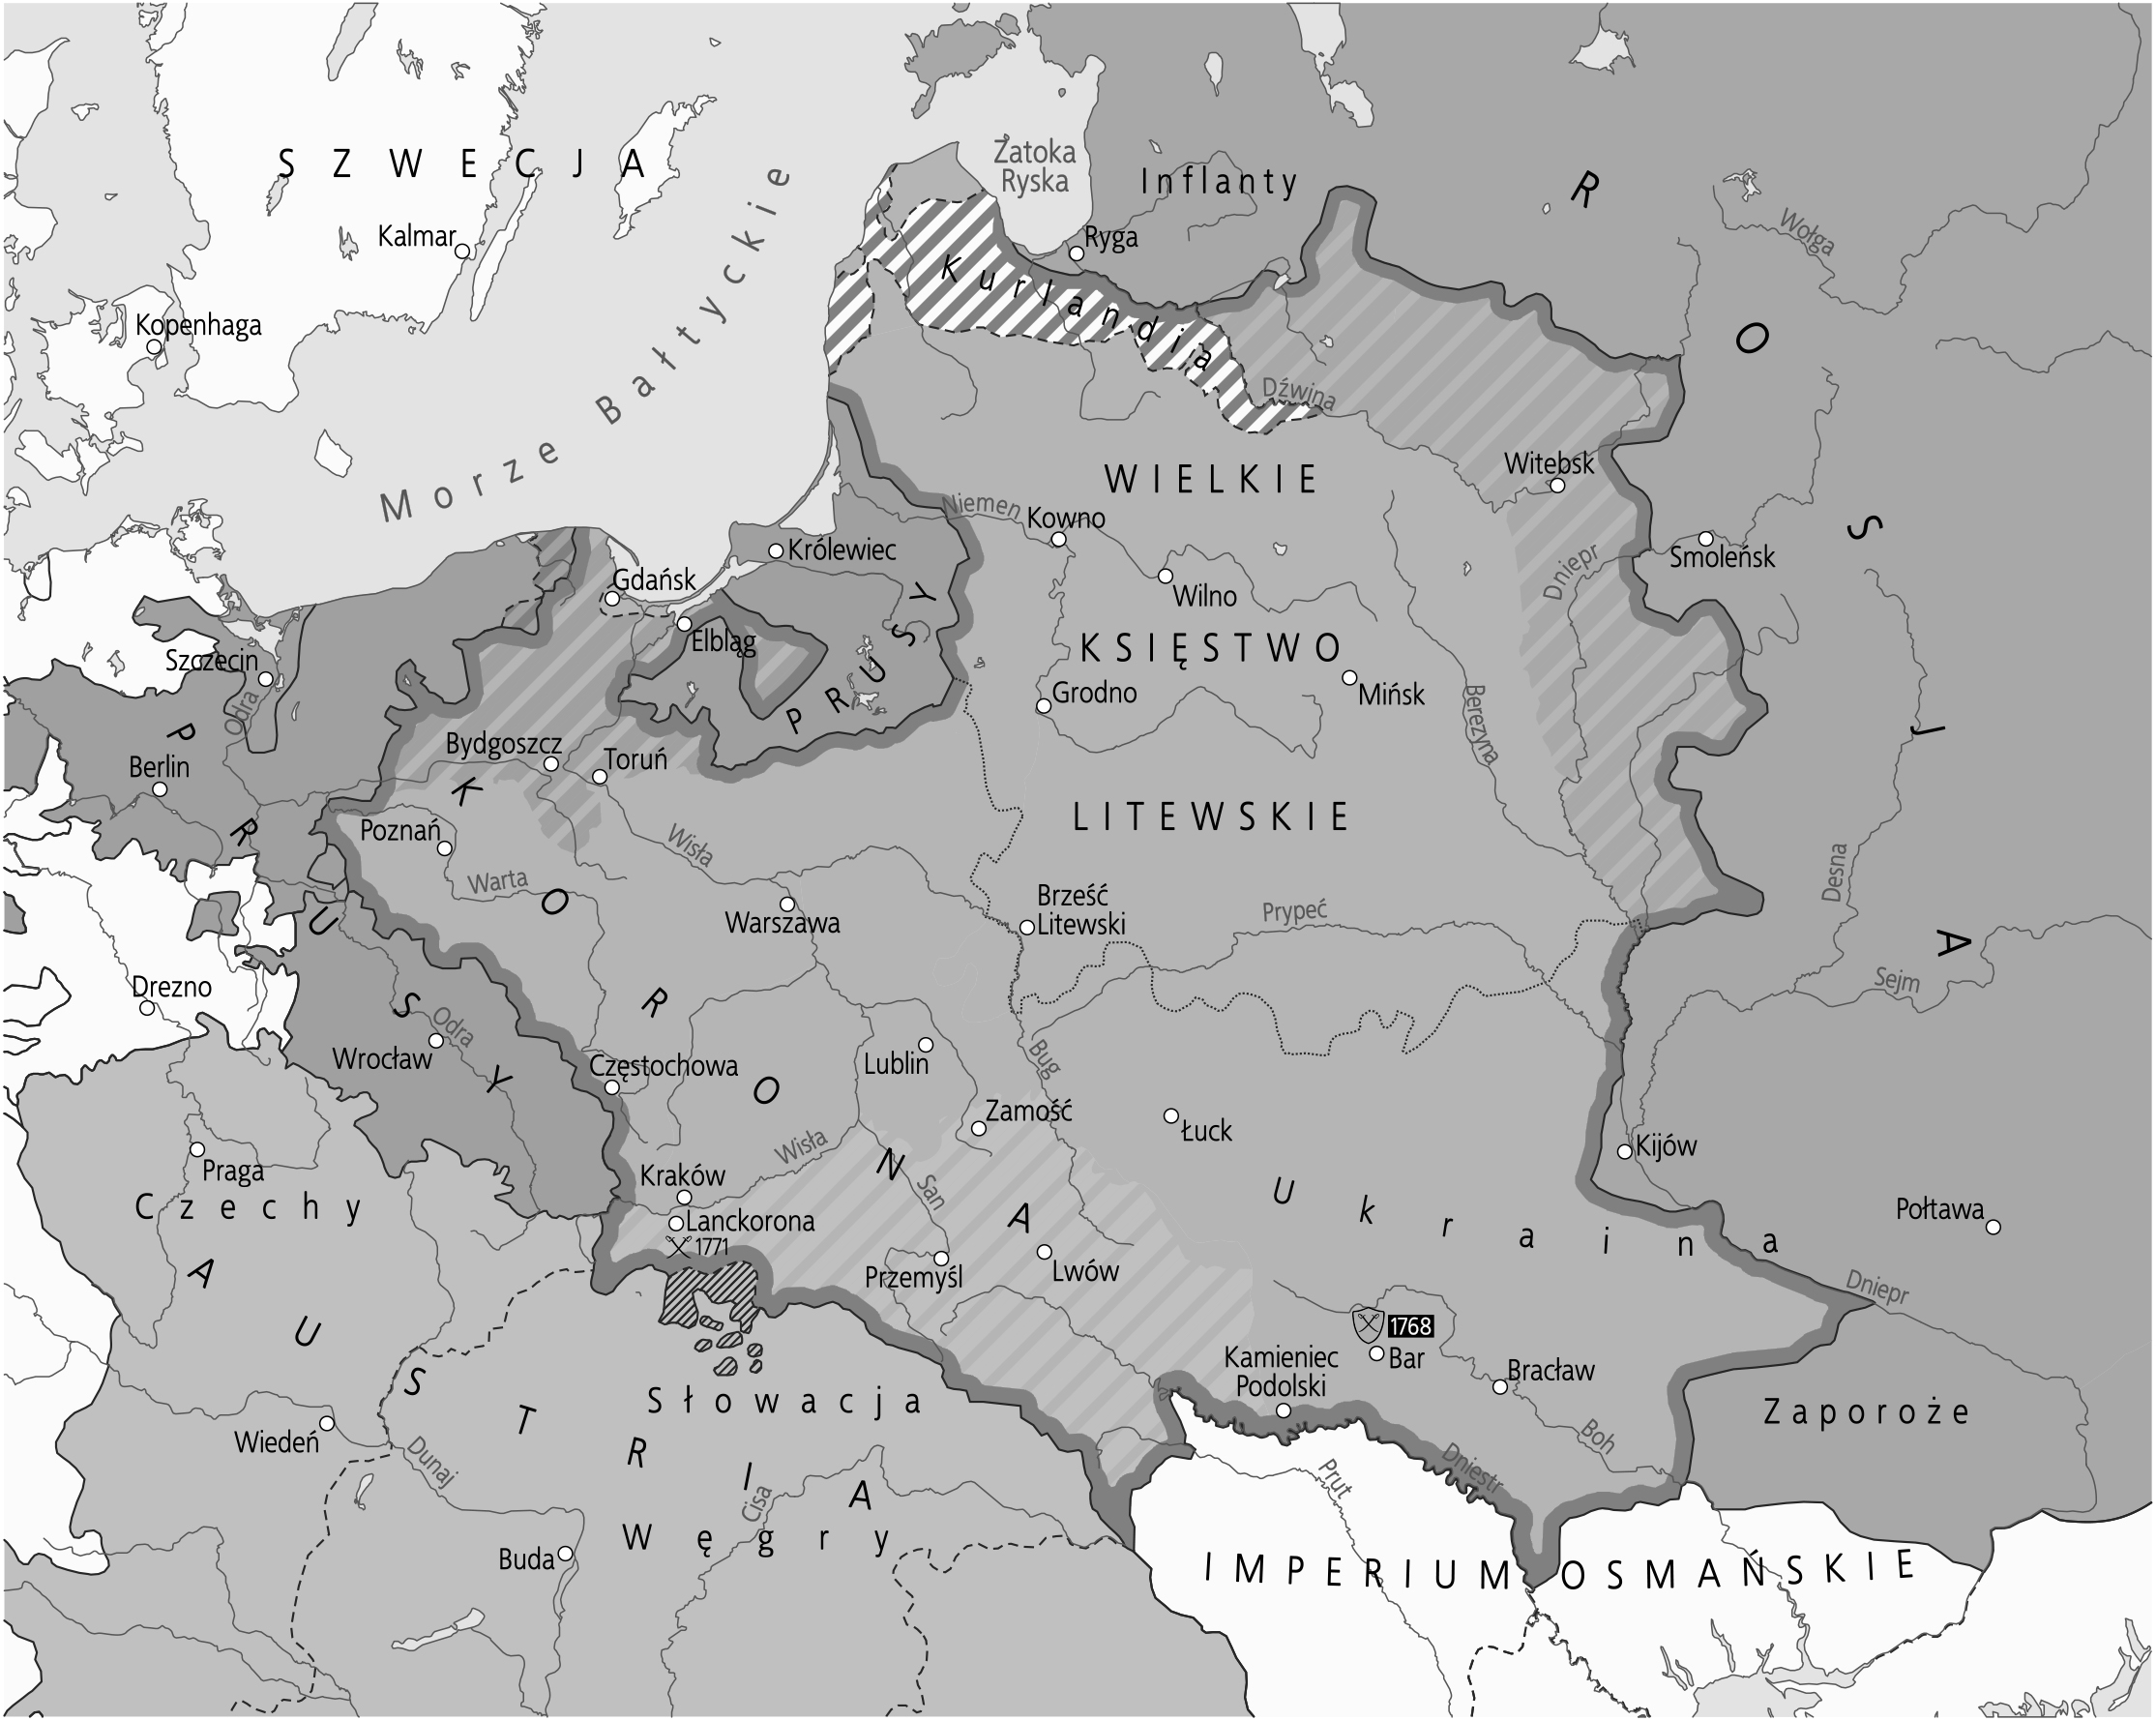 SZWECJA
Kalmar
Kopenhaga
Morze Bałtyckie
Zatoka
Ryska
Inflanty
Ryga
Kurlandia
Dźwina
ROSJA
Wołga
WIELKIE
KSIĘSTWO
LITEWSKIE
Witebsk
Smoleńsk
Dniepr
Niemen
Kowno
Wilno
Grodno
Mińsk
Berezyna
Desna
Sejm
Królewiec
Gdańsk
Elbląg
PRUSY
Szczecin
Odra
Berlin
PRUSY
Bydgoszcz
Toruń
KORONA
Poznań
Warta
Wisła
Warszawa
Brześć
Litewski
Prypeć
Drezno
Wrocław
Odra
Częstochowa
Lublin
Bug
Zamość
Łuck
Kijów
Połtawa
Praga
Czechy
Kraków
Wisła
San
Lanckorona
1771
Przemyśl
Lwów
Ukraina
Dniepr
1768
Bar
Kamieniec
Podolski
Bracław
Boh
Zaporoże
AUSTRIA
Słowacja
Wiedeń
Dunaj
Cisa
Węgry
Buda
Prut
Dniestr
IMPERIUM OSMAŃSKIE